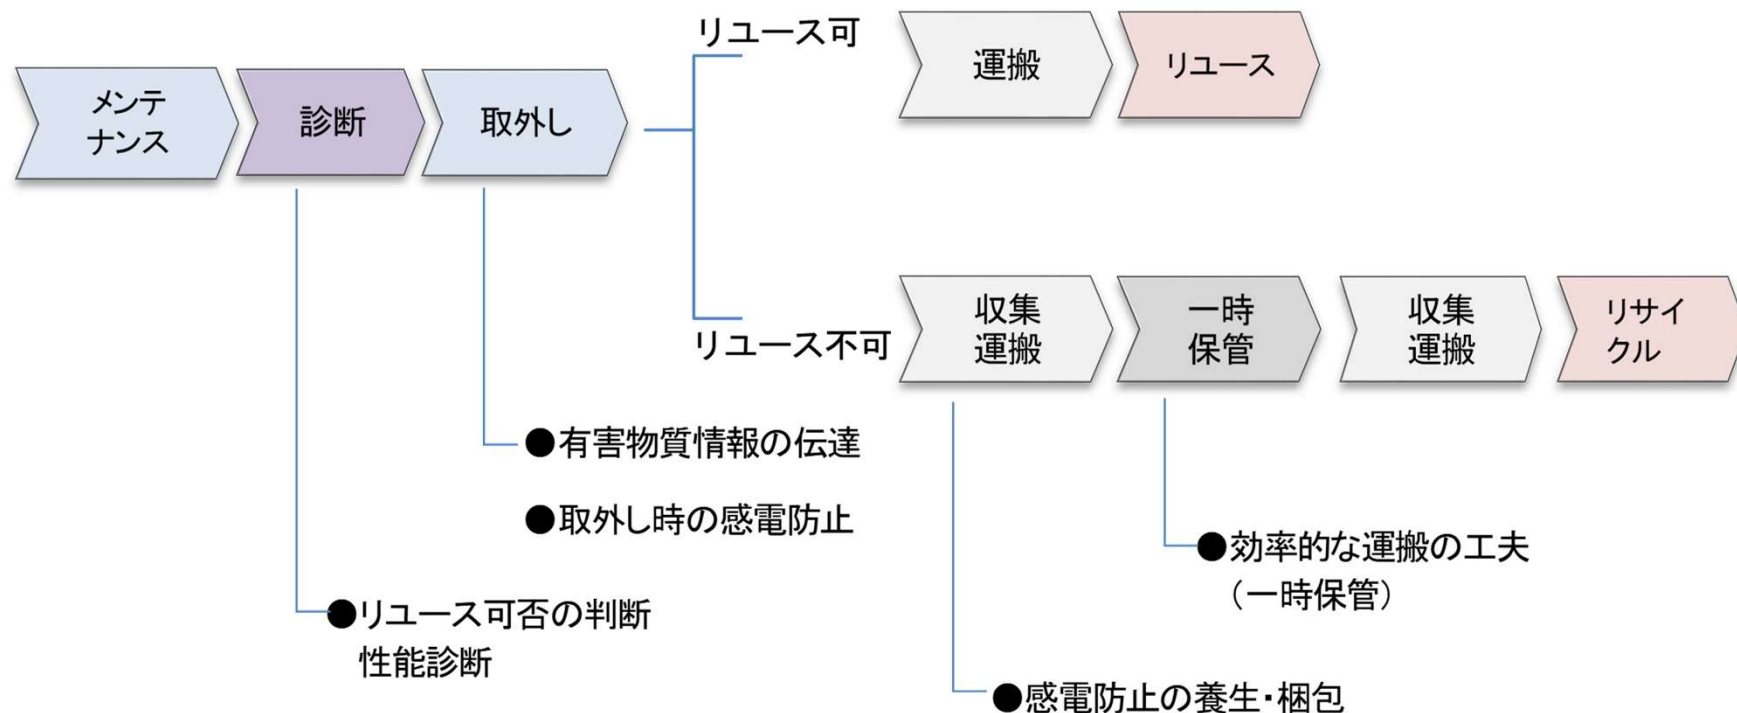 リユース可
運搬
リユース
メンテ
ナンス
診断
取外し
リユース不可
収集
運搬
一時
保管
収集
運搬
リサイ
クル
●有害物質情報の伝達
●取外し時の感電防止
●効率的な運搬の工夫
(一時保管)
●リユース可否の判断
性能診断
●感電防止の養生・梱包